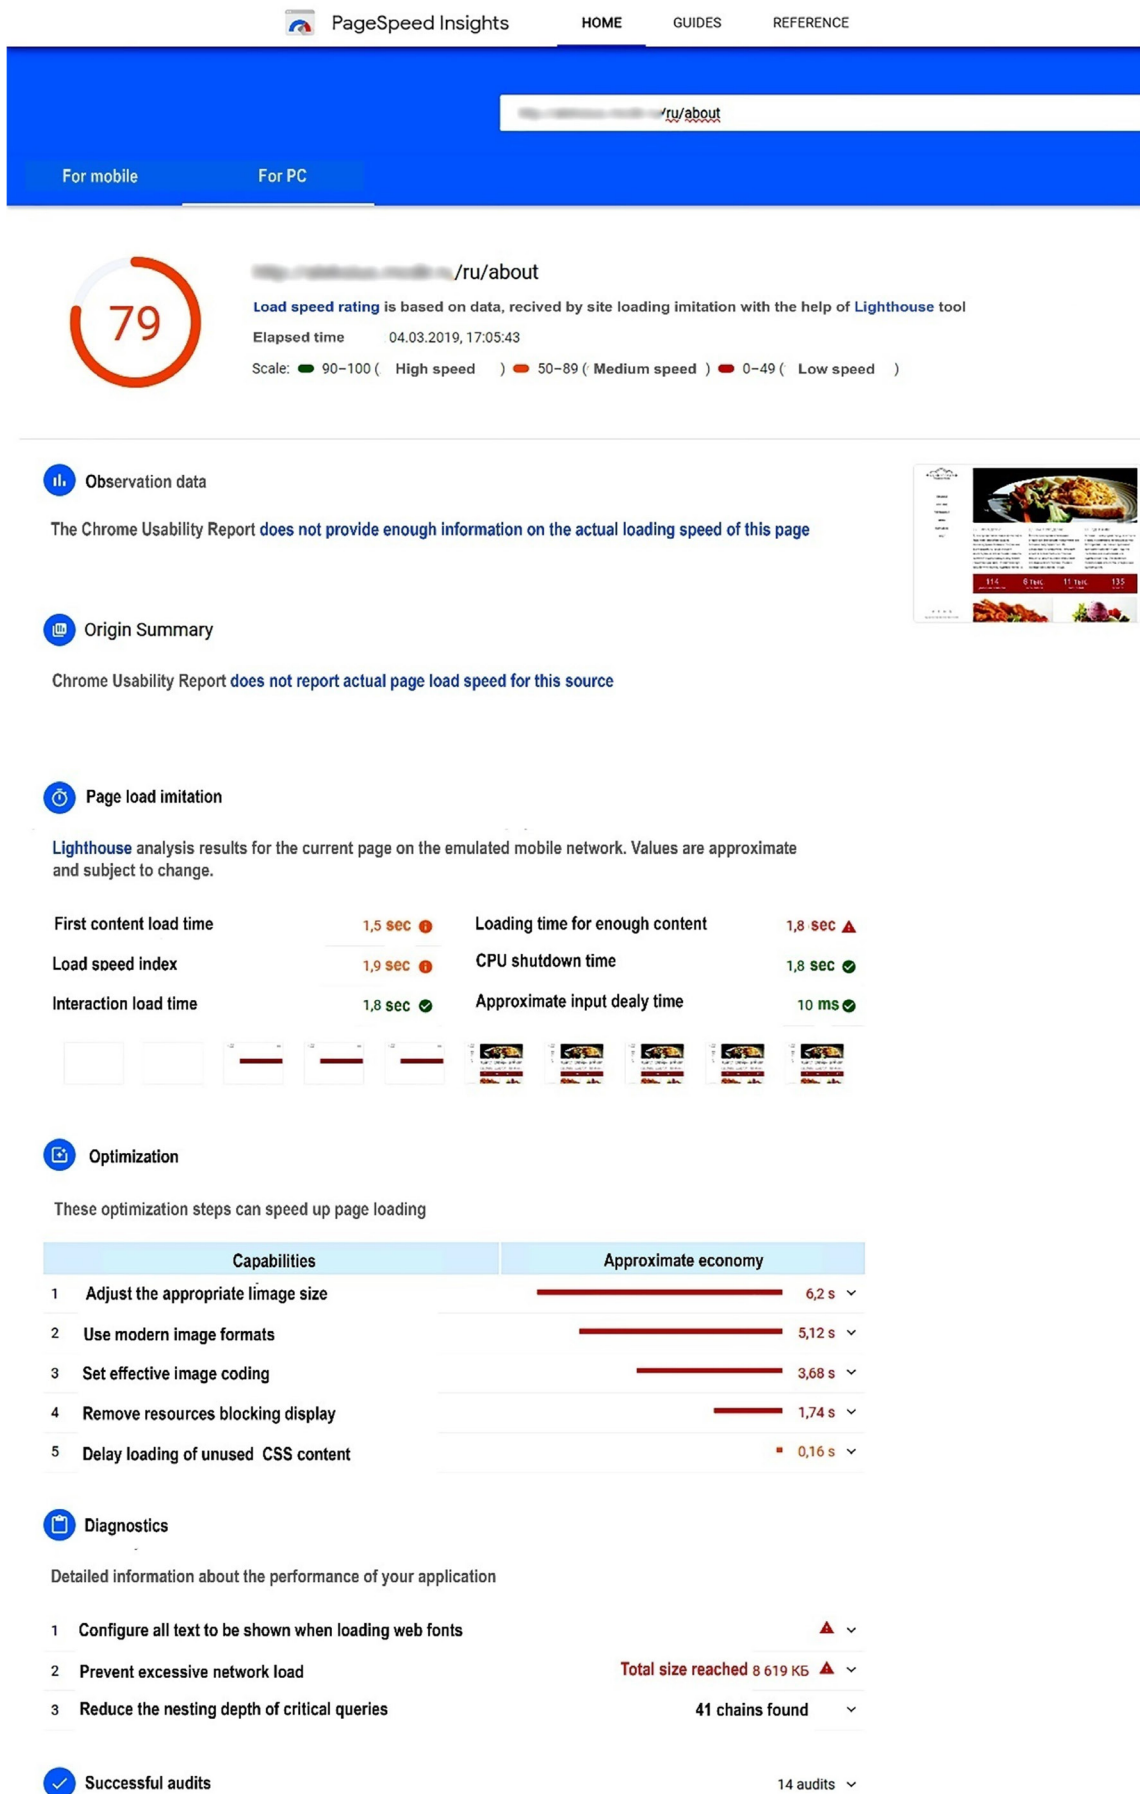 PageSpeed Insights HOME GUIDES REFERENCE
/ru/about
For mobile For PC
/ru/about
79
Load speed rating is based on data, recived by site loading imitation with the help of Lighthouse tool
Elapsed time 04.03.2019, 17:05:43
Scale: 90–100 ( High speed ) 50–89 ( Medium speed ) 0–49 ( Low speed )
Observation data
The Chrome Usability Report does not provide enough information on the actual loading speed of this page
114 6 тыс. 11 тыс. 135
Origin Summary
Chrome Usability Report does not report actual page load speed for this source
Page load imitation
Lighthouse analysis results for the current page on the emulated mobile network. Values are approximate
and subject to change.
First content load time 1,5 sec Loading time for enough content 1,8 sec
Load speed index 1,9 sec CPU shutdown time 1,8 sec
Interaction load time 1,8 sec Approximate input dealy time 10 ms
Optimization
These optimization steps can speed up page loading
Capabilities Approximate economy
1 Adjust the appropriate limage size 6,2 s
2 Use modern image formats 5,12 s
3 Set effective image coding 3,68 s
4 Remove resources blocking display 1,74 s
5 Delay loading of unused CSS content 0,16 s
Diagnostics
Detailed information about the performance of your application
1 Configure all text to be shown when loading web fonts
2 Prevent excessive network load Total size reached 8 619 КБ
3 Reduce the nesting depth of critical queries 41 chains found
Successful audits 14 audits